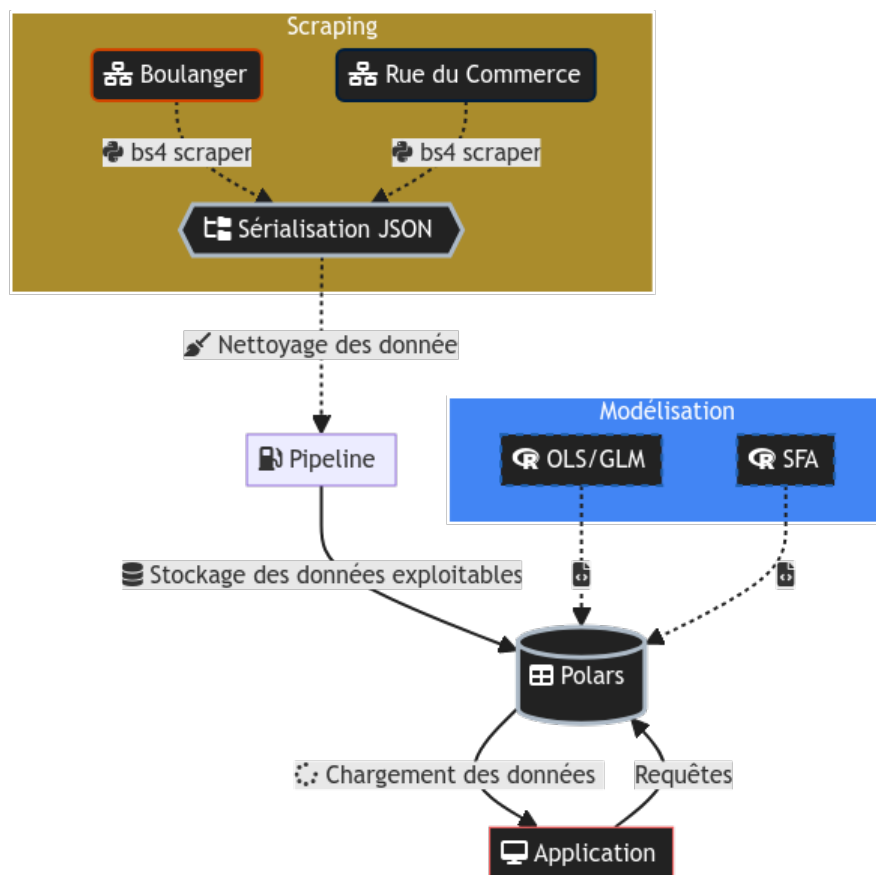 Scraping
Boulanger
Rue du Commerce
bs4 scraper
bs4 scraper
Sérialisation JSON
Nettoyage des donnée
Modélisation
Pipeline
OLS/GLM
SFA
Stockage des données exploitables
Polars
Chargement des données
Requêtes
Application